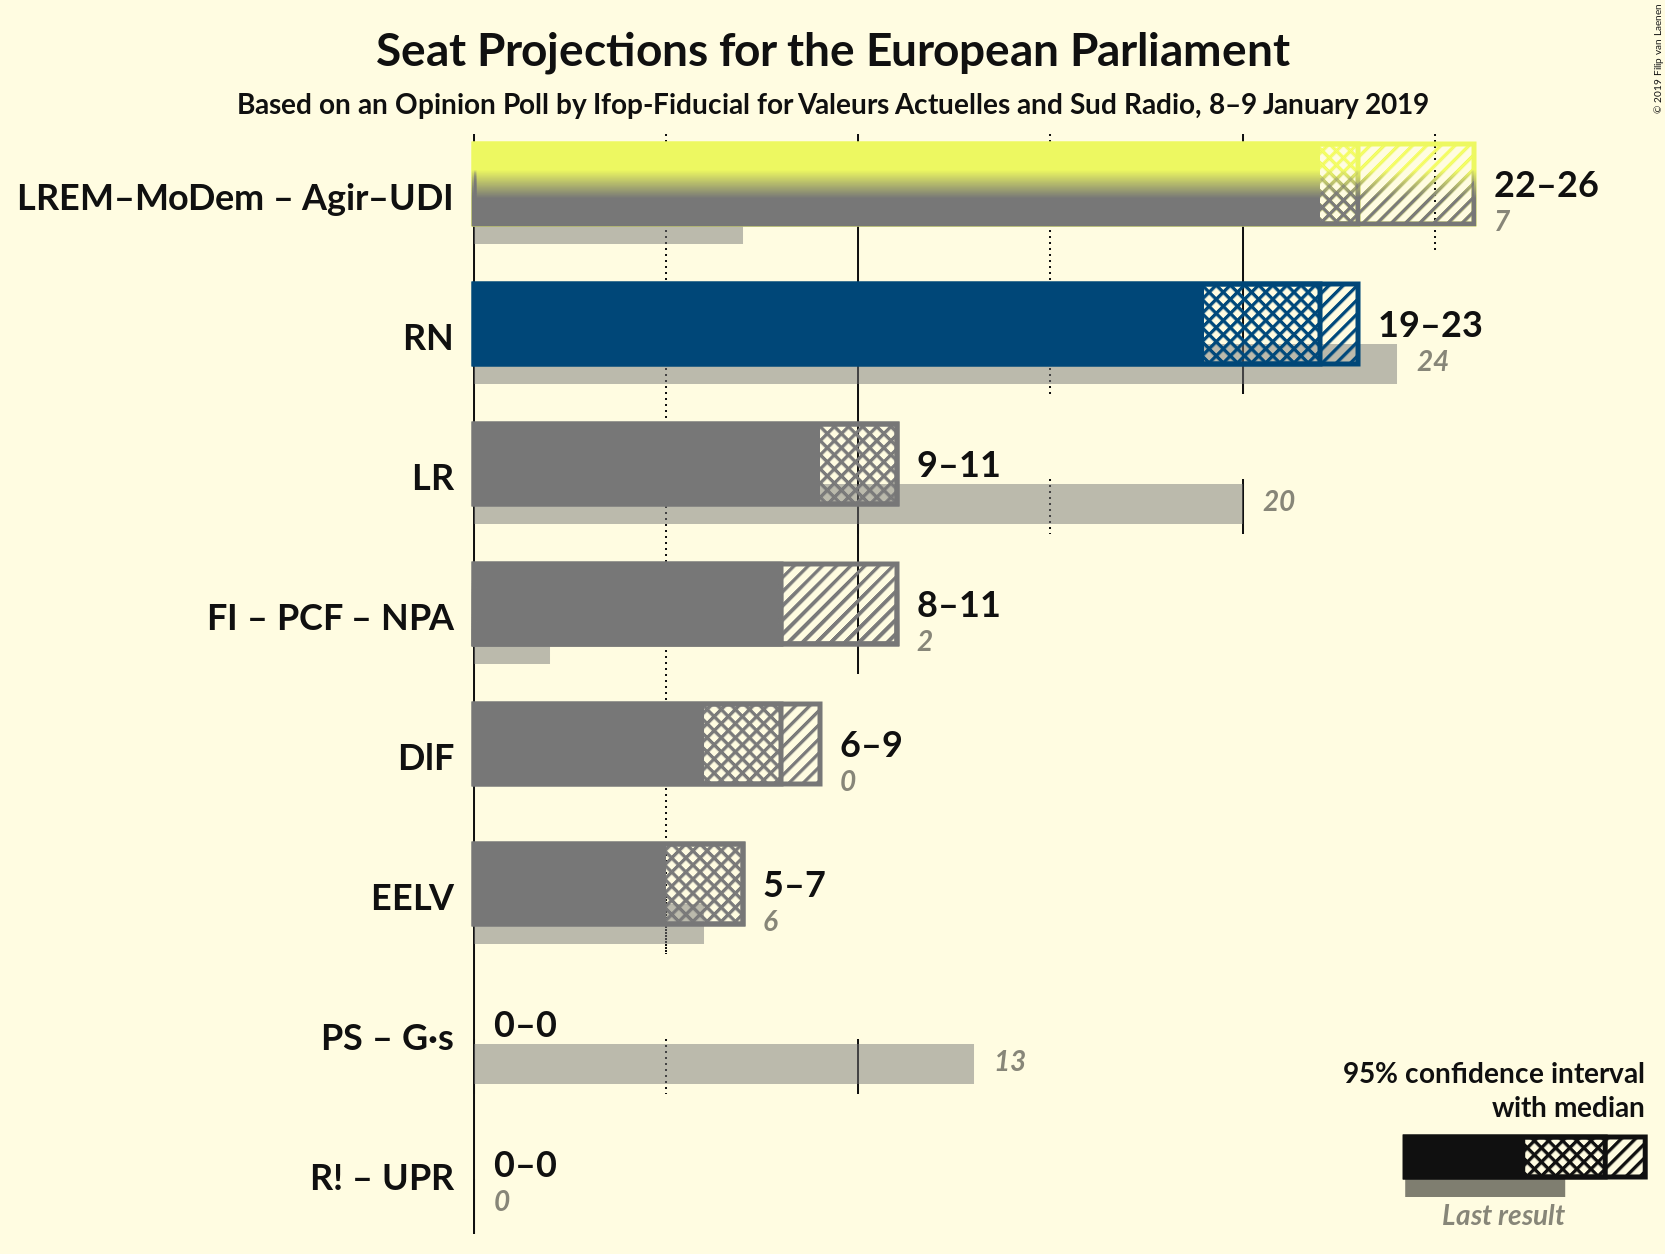 Seat Projections for the European Parliament
Based on an Opinion Poll by Ifop-Fiducial for Valeurs Actuelles and Sud Radio, 8–9 January 2019
© 2019 Filip van Laenen
LREM–MoDem – Agir–UDI
22–26
7
RN
19–23
24
LR
9–11
20
FI – PCF – NPA
8–11
2
DlF
6–9
0
EELV
5–7
6
PS – G·s
0–0
13
R! – UPR
0–0
0
95% confidence interval
with median
Last result